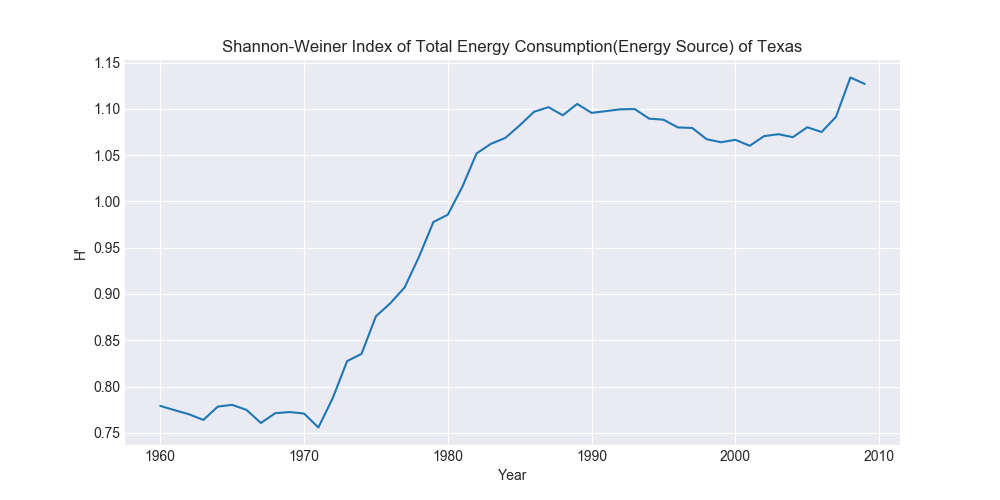 Shannon-Weiner Index of Total Energy Consumption(Energy Source) of Texas
1.15
1.10
1.05
1.00
0.95
0.90
0.85
0.80
0.75
H'
1960 1970 1980 1990 2000 2010
Year